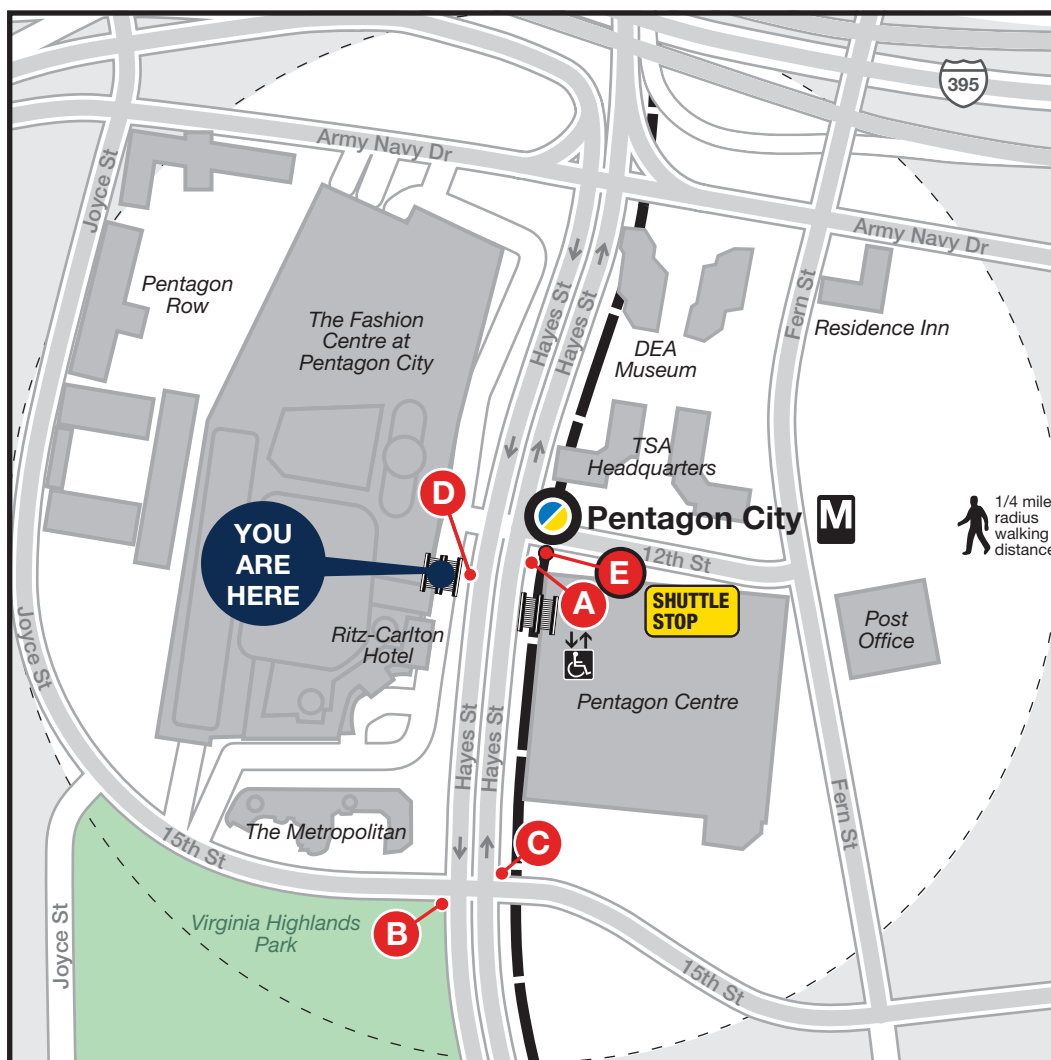 395
Army Navy Dr
Joyce St
Army Navy Dr
Hayes St
Hayes St
Fern St
Pentagon
Row
The Fashion
Centre at
Pentagon City
Residence Inn
DEA
Museum
TSA
Headquarters
D
Pentagon City
M
1/4 mile
radius
walking
distance
YOU
ARE
HERE
12th St
E
A
SHUTTLE
STOP
Ritz-Carlton
Hotel
Post
Office
Joyce St
Pentagon Centre
Hayes St
Hayes St
Fern St
The Metropolitan
15th St
C
Virginia Highlands
Park
B
Joyce St
15th St